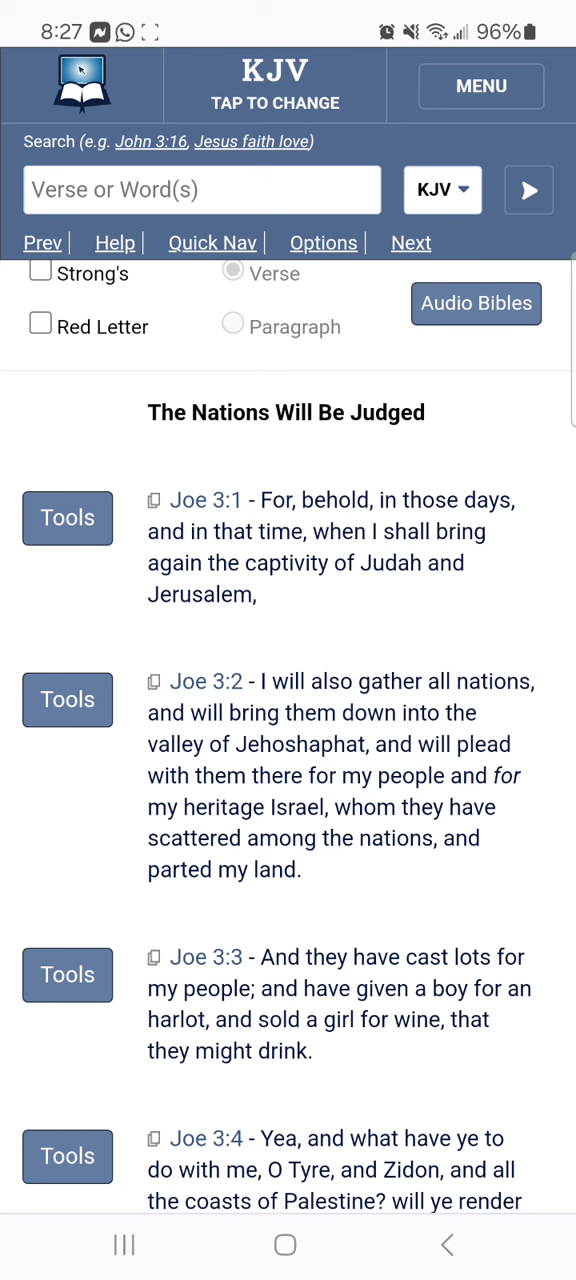 8:27 96%
KJV
TAP TO CHANGE
MENU
Search (e.g. John 3:16, Jesus faith love)
Verse or Word(s)
KJV
Prev | Help | Quick Nav | Options | Next
Strong's
Verse
Audio Bibles
Red Letter
Paragraph
The Nations Will Be Judged
Tools
Joe 3:1 - For, behold, in those days,
and in that time, when I shall bring
again the captivity of Judah and
Jerusalem,
Tools
Joe 3:2 - I will also gather all nations,
and will bring them down into the
valley of Jehoshaphat, and will plead
with them there for my people and for
my heritage Israel, whom they have
scattered among the nations, and
parted my land.
Tools
Joe 3:3 - And they have cast lots for
my people; and have given a boy for an
harlot, and sold a girl for wine, that
they might drink.
Tools
Joe 3:4 - Yea, and what have ye to
do with me, O Tyre, and Zidon, and all
the coasts of Palestine? will ye render